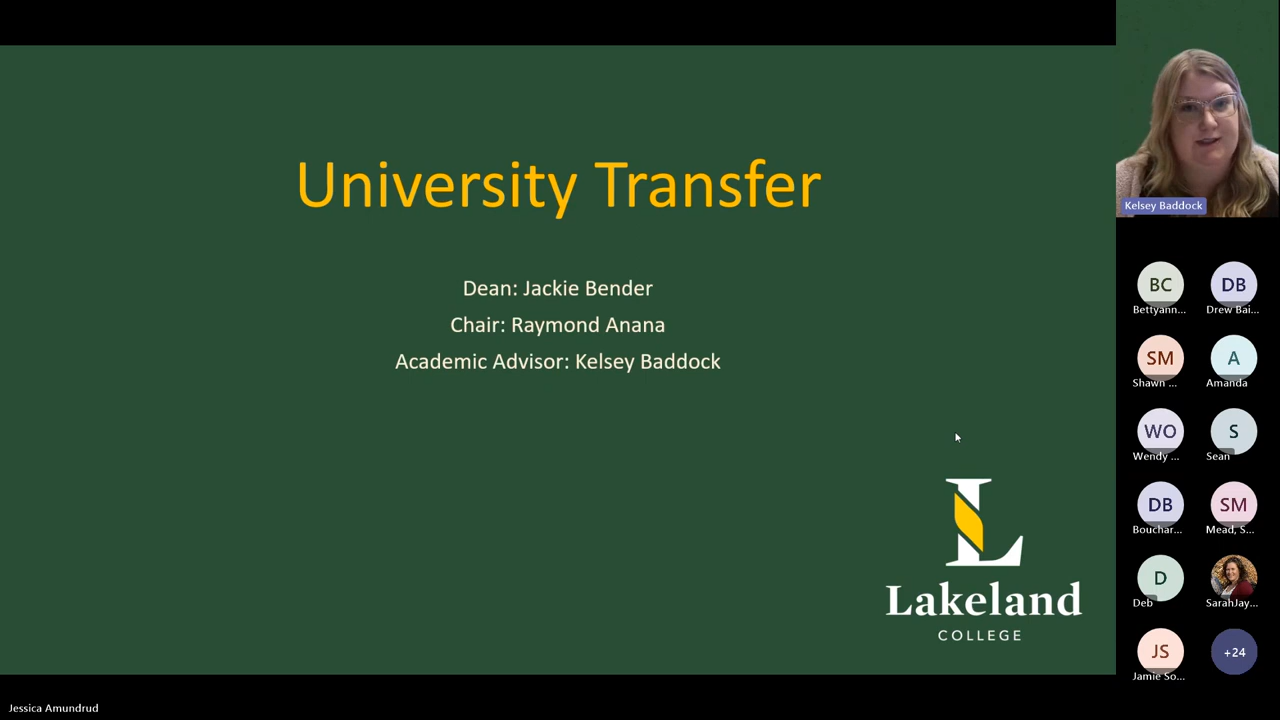 University Transfer
Dean: Jackie Bender
Chair: Raymond Anana
Academic Advisor: Kelsey Baddock
Lakeland
COLLEGE
Kelsey Baddock
BC
DB
Bettyann...
Drew Bai...
SM
A
Shawn ...
Amanda
WO
S
Wendy ...
Sean
DB
SM
Bouchar...
Mead, S...
D
Deb
SarahJay...
JS
+24
Jamie So...
Jessica Amundrud